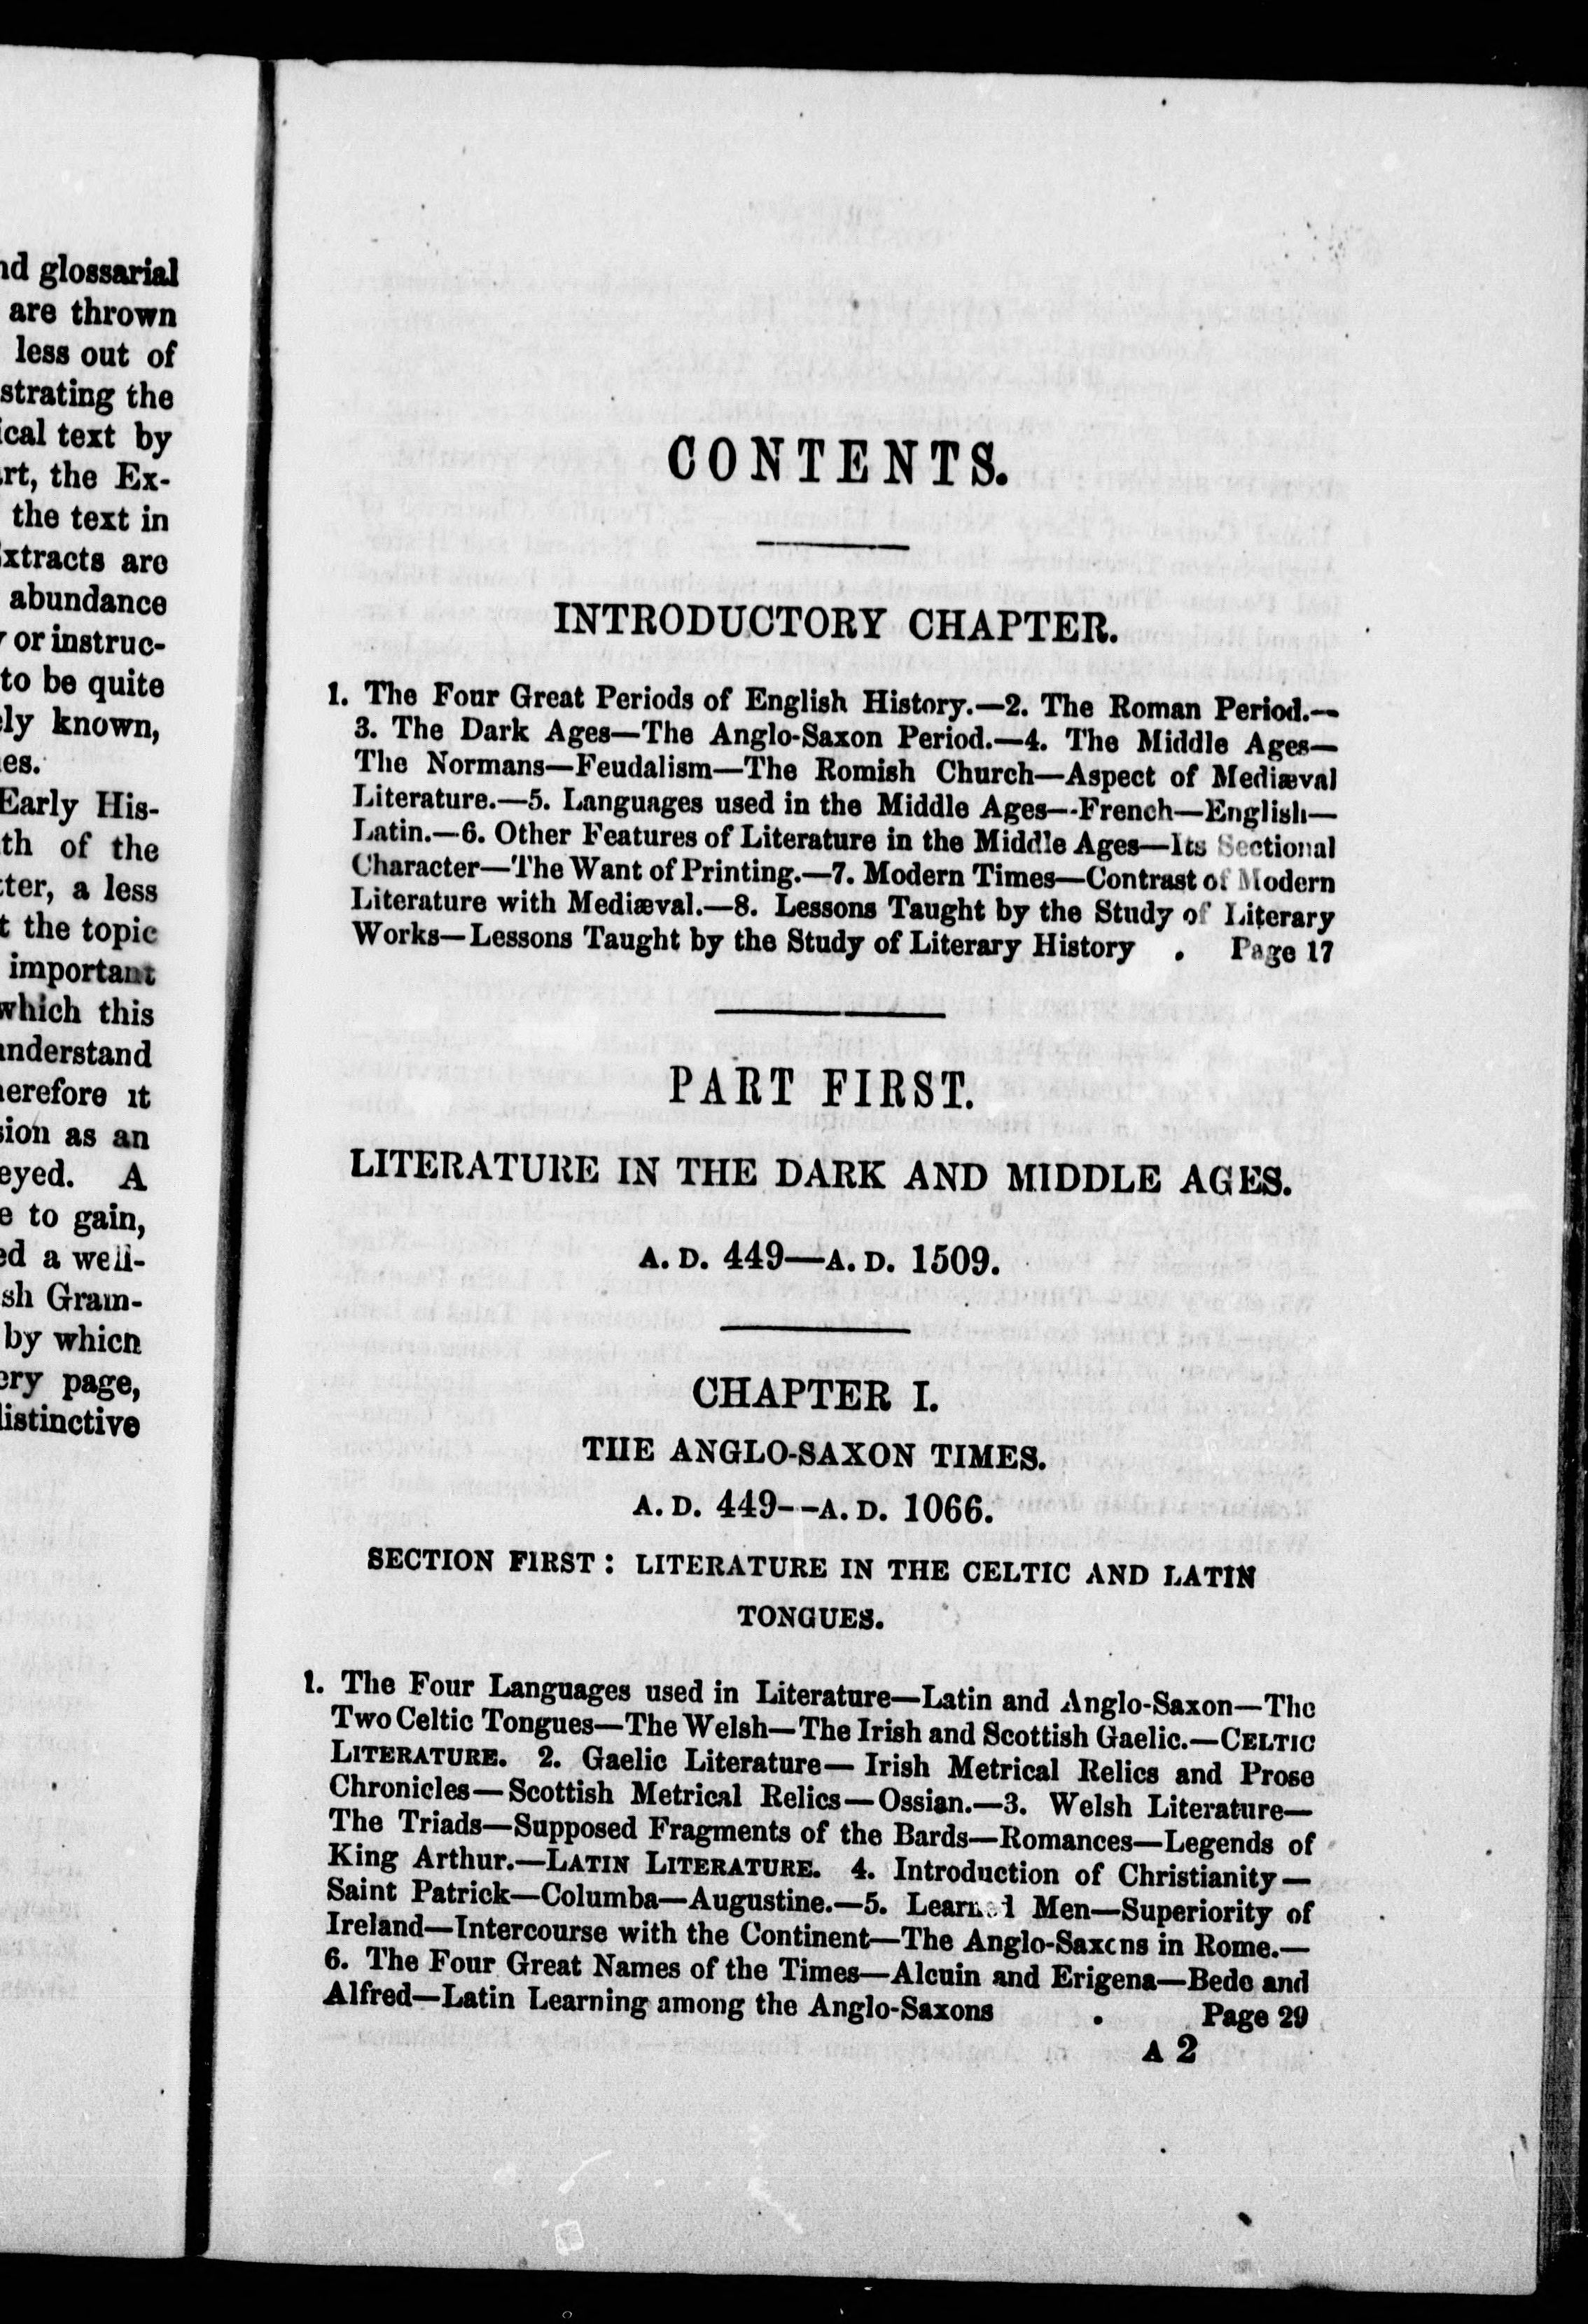 nd glossarial
are thrown
less out of
strating the
ical text by
rt, the Ex-
the text in
xtracts are
abundance
or instruc-
to be quite
ly known,
es.
Early His-
th of the
ter, a less
t the topic
important
which this
understand
herefore it
sion as an
eyed. A
e to gain,
ed a well-
sh Gram-
by which
ery page,
distinctive
CONTENTS.
INTRODUCTORY CHAPTER.
1. The Four Great Periods of English History.—2. The Roman Period.—
3. The Dark Ages—The Anglo-Saxon Period.—4. The Middle Ages—
The Normans—Feudalism—The Romish Church—Aspect of Mediæval
Literature.—5. Languages used in the Middle Ages—French—English—
Latin.—6. Other Features of Literature in the Middle Ages—Its Sectional
Character—The Want of Printing.—7. Modern Times—Contrast of Modern
Literature with Mediæval.—8. Lessons Taught by the Study of Literary
Works—Lessons Taught by the Study of Literary History . Page 17
PART FIRST.
LITERATURE IN THE DARK AND MIDDLE AGES.
A. D. 449—A. D. 1509.
CHAPTER I.
THE ANGLO-SAXON TIMES.
A. D. 449--A. D. 1066.
SECTION FIRST: LITERATURE IN THE CELTIC AND LATIN
TONGUES.
1. The Four Languages used in Literature—Latin and Anglo-Saxon—The
Two Celtic Tongues—The Welsh—The Irish and Scottish Gaelic.—CELTIC
LITERATURE. 2. Gaelic Literature—Irish Metrical Relics and Prose
Chronicles—Scottish Metrical Relics—Ossian.—3. Welsh Literature—
The Triads—Supposed Fragments of the Bards—Romances—Legends of
King Arthur.—LATIN LITERATURE. 4. Introduction of Christianity—
Saint Patrick—Columba—Augustine.—5. Learned Men—Superiority of
Ireland—Intercourse with the Continent—The Anglo-Saxons in Rome.—
6. The Four Great Names of the Times—Alcuin and Erigena—Bede and
Alfred—Latin Learning among the Anglo-Saxons . Page 29
A 2